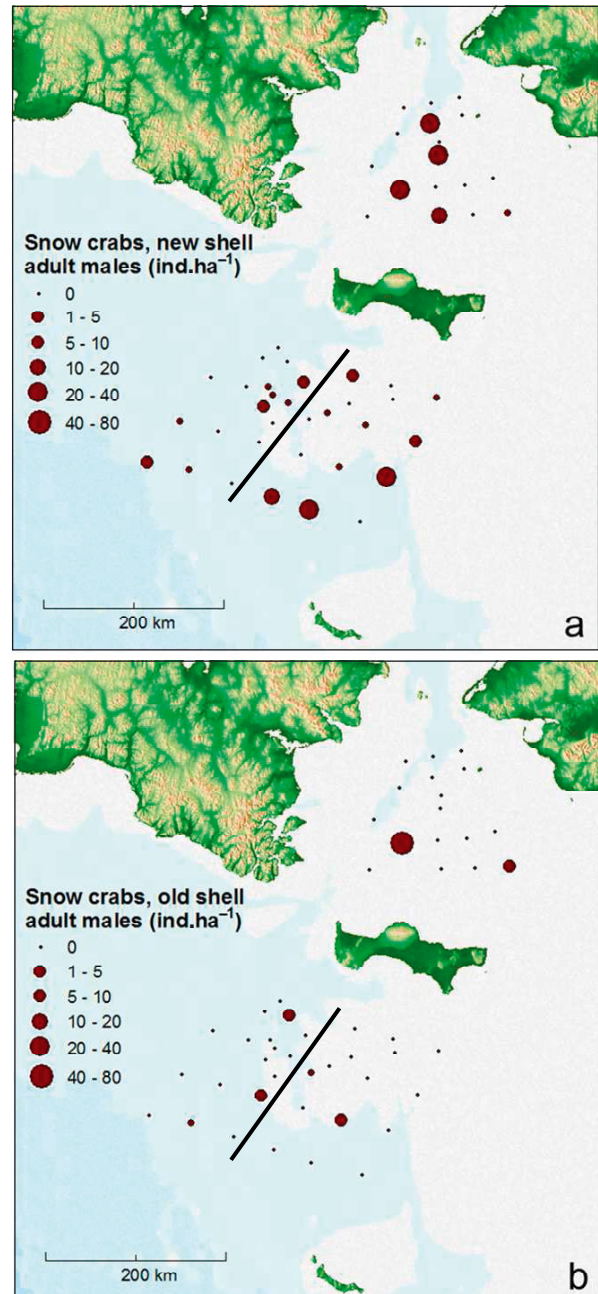 Snow crabs, new shell
adult males (ind.ha⁻¹)
0
1 - 5
5 - 10
10 - 20
20 - 40
40 - 80
200 km
a
Snow crabs, old shell
adult males (ind.ha⁻¹)
0
1 - 5
5 - 10
10 - 20
20 - 40
40 - 80
200 km
b